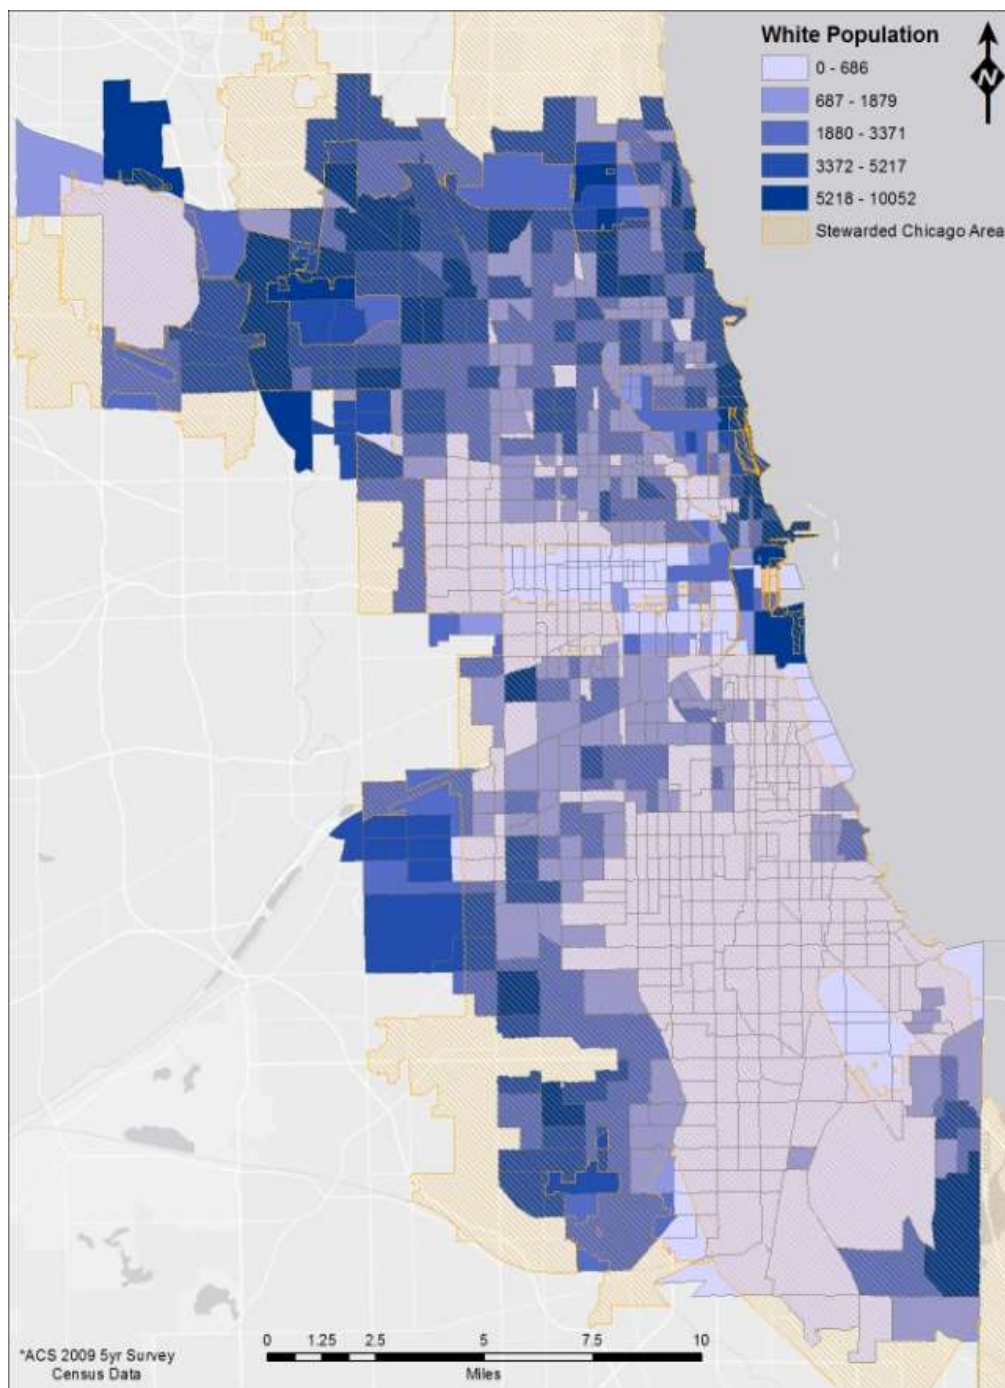 White Population
N
0 - 686
687 - 1879
1880 - 3371
3372 - 5217
5218 - 10052
Stewarded Chicago Area
*ACS 2009 5yr Survey
Census Data
0 1.25 2.5 5 7.5 10
Miles